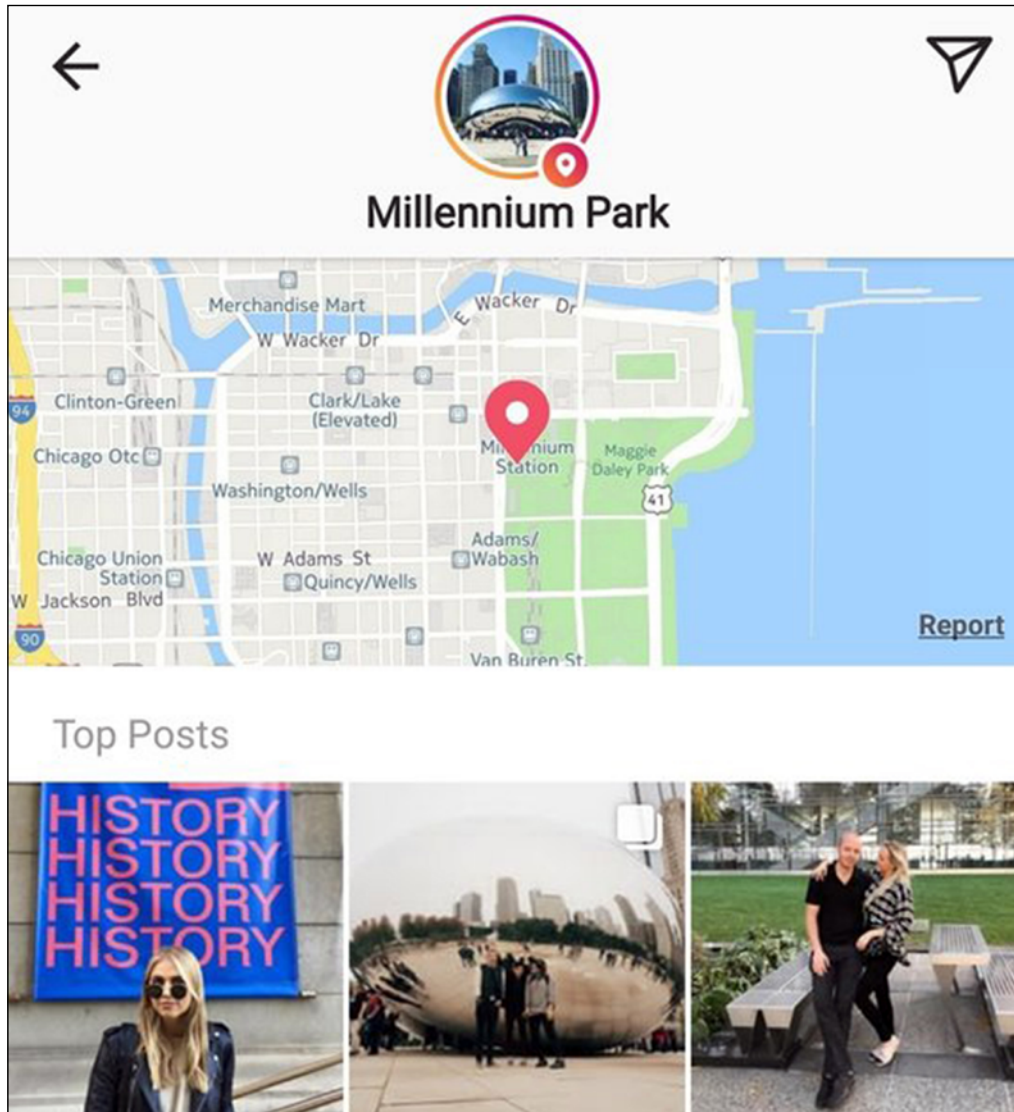 Millennium Park
Merchandise Mart
E Wacker Dr
W Wacker Dr
Clinton-Green
Clark/Lake
(Elevated)
94
Chicago Otc
Millennium
Station
Maggie
Daley Park
Washington/Wells
41
Adams/
Wabash
Chicago Union
Station
W Adams St
Quincy/Wells
W Jackson Blvd
90
Report
Van Buren St.
Top Posts
HISTORY
HISTORY
HISTORY
HISTORY